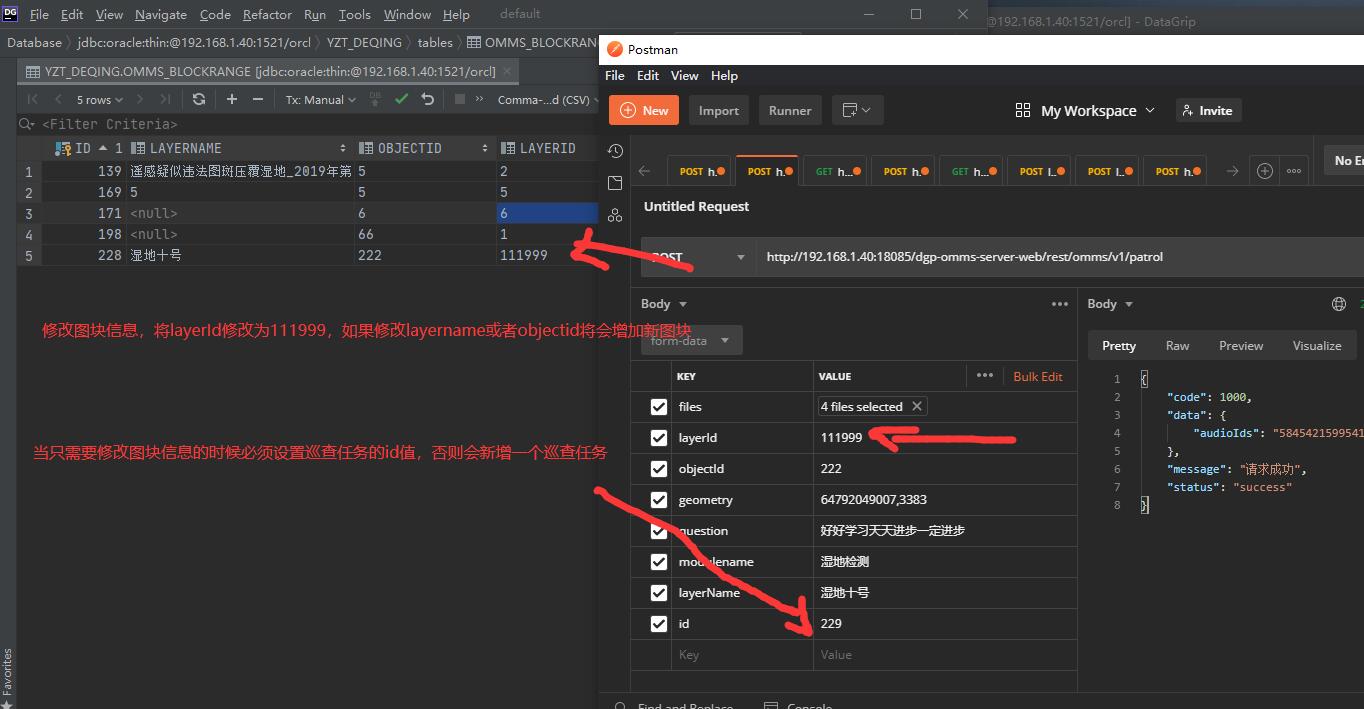 DG File Edit View Navigate Code Refactor Run Tools Window Help default
@192.168.1.40:1521/orcl] - DataGrip
Database jdbc:oracle:thin:@192.168.1.40:1521/orcl YZT_DEQING tables OMMS_BLOCKRAN
YZT_DEQING.OMMS_BLOCKRANGE [jdbc:oracle:thin:@192.168.1.40:1521/orcl]
5 rows Tx: Manual DB Comma-...d (CSV)
<Filter Criteria>
ID 1 LAYERNAME OBJECTID LAYERID
1 139 遥感疑似违法图斑压覆湿地_2019年第 5 2
2 169 5 5 5
3 171 <null> 6 6
4 198 <null> 66 1
5 228 湿地十号 222 111999
修改图块信息，将layerId修改为111999，如果修改layername或者objectid将会增加新图块
当只需要修改图块信息的时候必须设置巡查任务的id值，否则会新增一个巡查任务
Favorites
Postman
File Edit View Help
New Import Runner My Workspace Invite
POST h. POST h. GET h... POST h. GET h... POST l.. POST l.. POST h. No En
Untitled Request
POST http://192.168.1.40:18085/dgp-omms-server-web/rest/omms/v1/patrol
Body
form-data
KEY VALUE Bulk Edit
files 4 files selected
layerId 111999
objectId 222
geometry 64792049007,3383
question 好好学习天天进步一定进步
modulename 湿地检测
layerName 湿地十号
id 229
Key Value
Body
Pretty Raw Preview Visualize
1 {
2 "code": 1000,
3 "data": {
4 "audioIds": "5845421599541
5 },
6 "message": "请求成功",
7 "status": "success"
8 }
Find and Replace Console